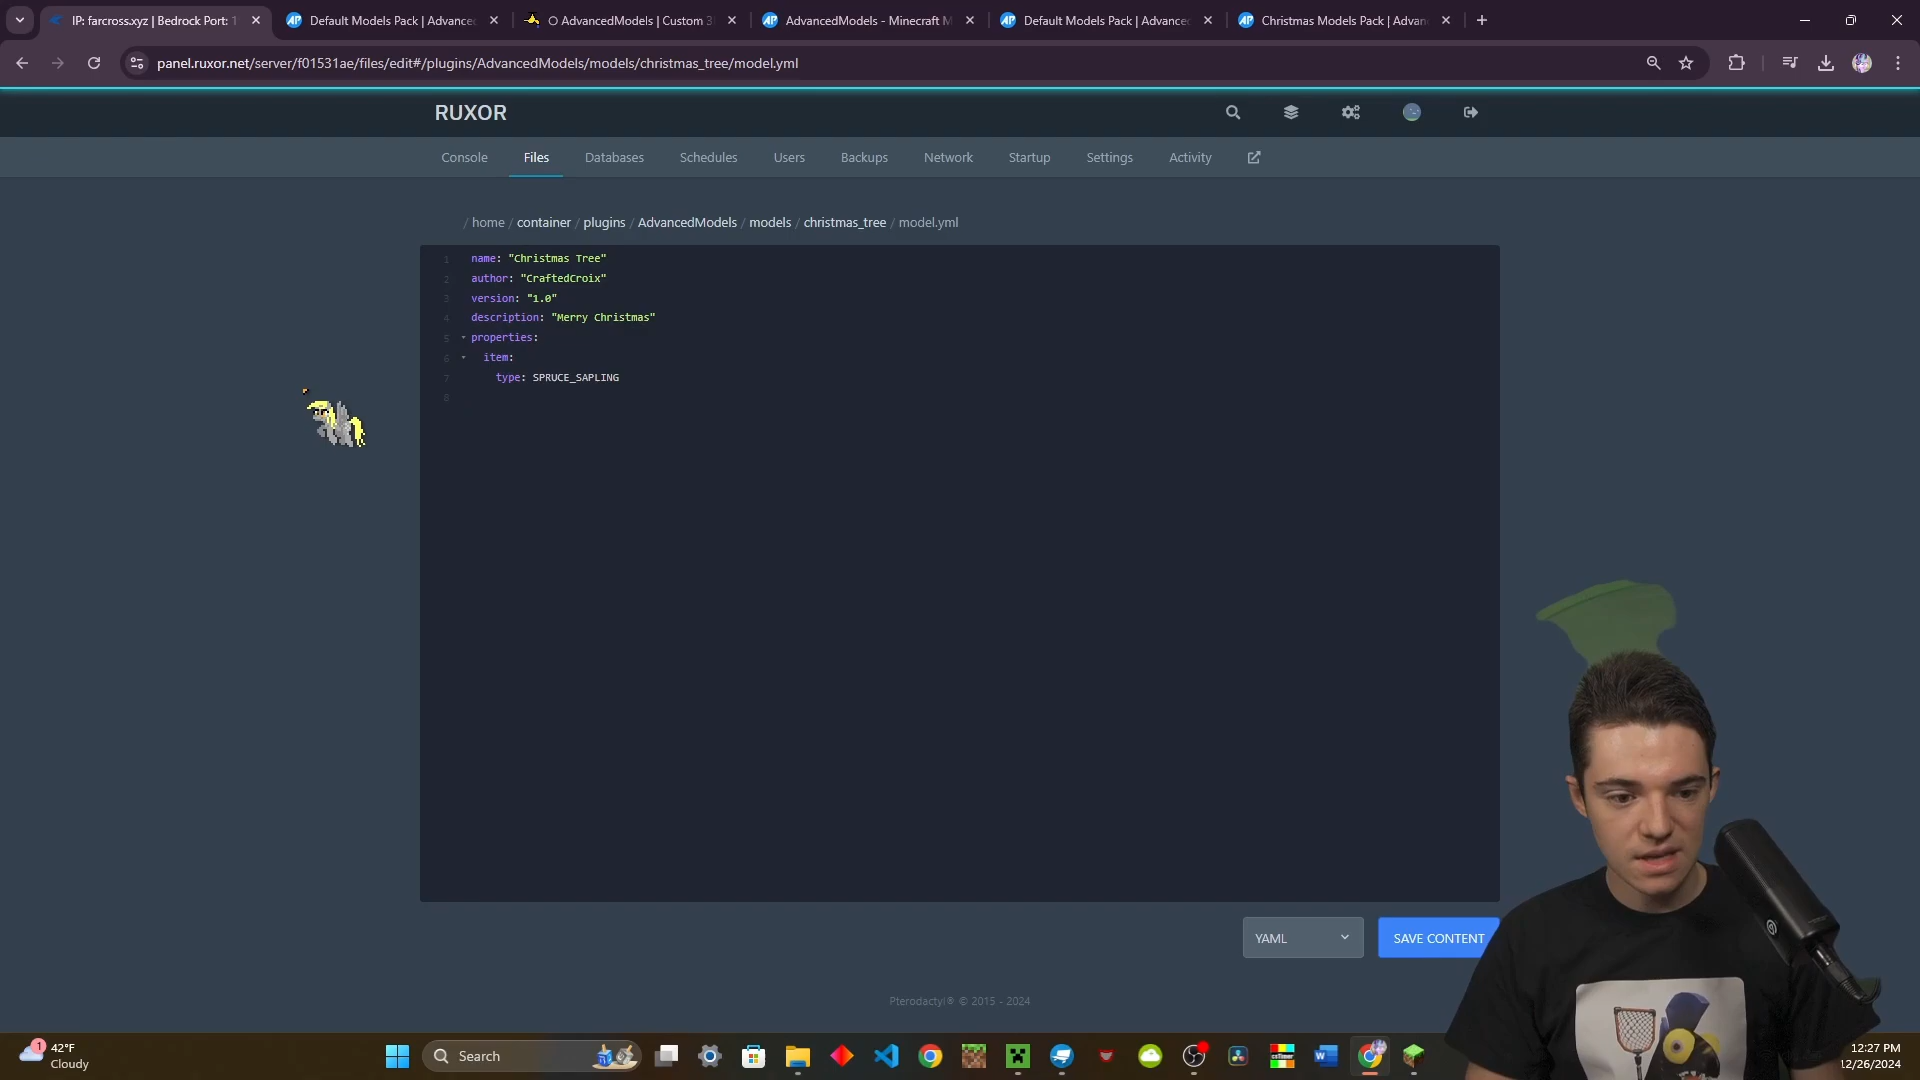 IP: farcross.xyz | Bedrock Port: 1
Default Models Pack | Advance
AdvancedModels | Custom 3
AdvancedModels - Minecraft M
Default Models Pack | Advance
Christmas Models Pack | Advan
panel.ruxor.net/server/f01531ae/files/edit#/plugins/AdvancedModels/models/christmas_tree/model.yml
RUXOR
Console Files Databases Schedules Users Backups Network Startup Settings Activity
/ home / container / plugins / AdvancedModels / models / christmas_tree / model.yml
1 name: "Christmas Tree"
2 author: "CraftedCroix"
3 version: "1.0"
4 description: "Merry Christmas"
5 properties:
6 item:
7 type: SPRUCE_SAPLING
8
YAML
SAVE CONTENT
Pterodactyl® © 2015 - 2024
1
42°F
Cloudy
Search
12:27 PM
12/26/2024